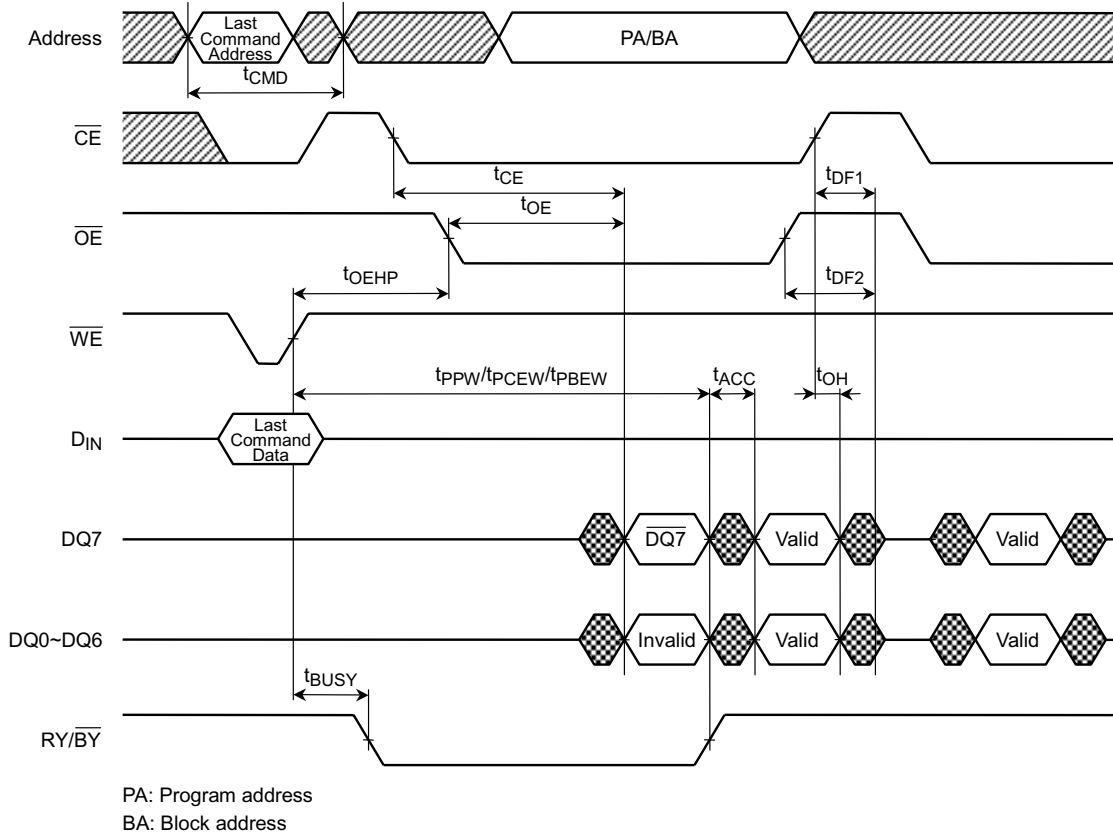 Address
Last
Command
Address
PA/BA
tCMD
CE
tCE
tDF1
OE
tOE
tOEHP
tDF2
WE
tPPW/tPCEW/tPBEW
tACC
tOH
DIN
Last
Command
Data
DQ7
DQ7
Valid
Valid
DQ0~DQ6
Invalid
Valid
Valid
tBUSY
RY/BY
PA: Program address
BA: Block address